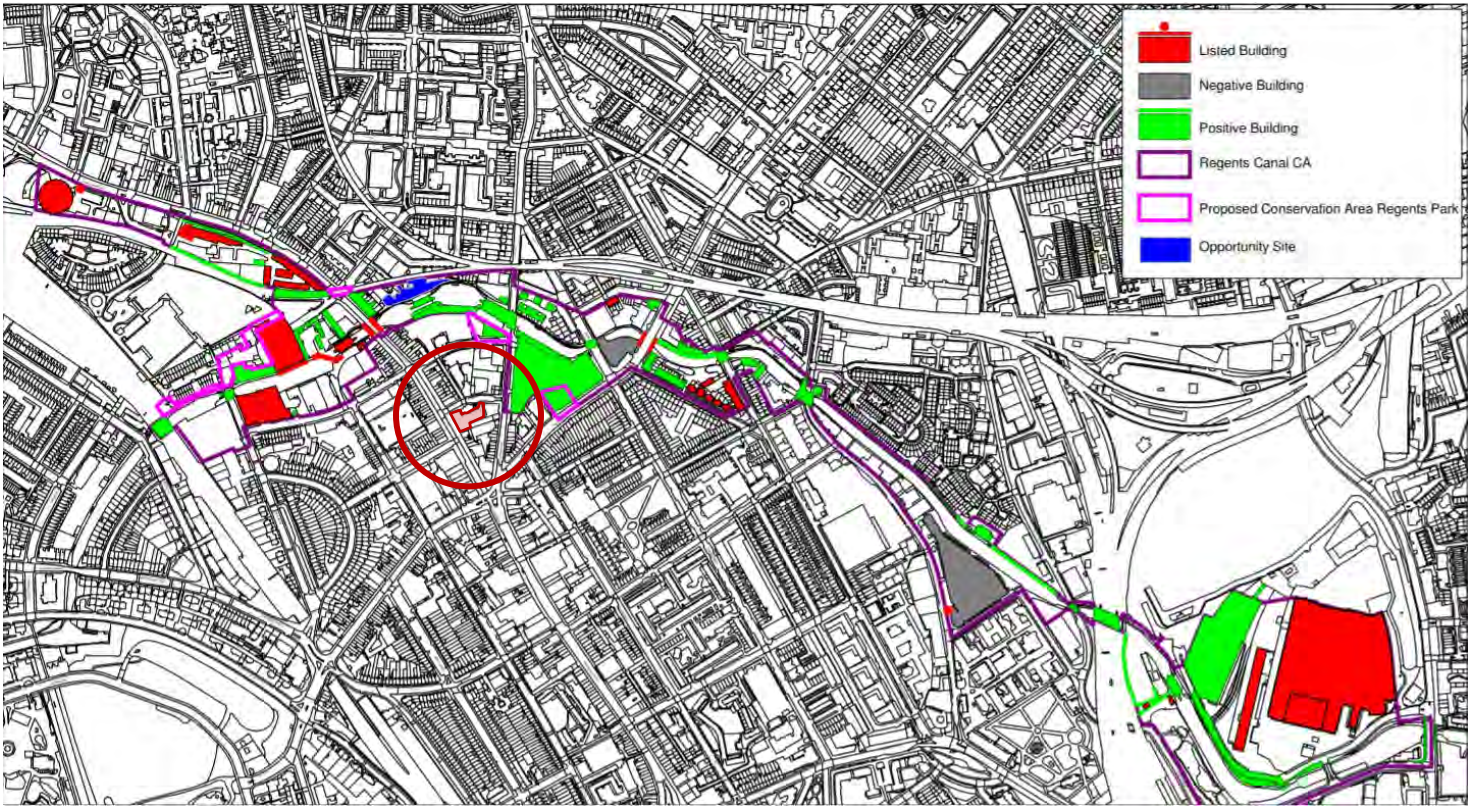 Listed Building
Negative Building
Positive Building
Regents Canal CA
Proposed Conservation Area Regents Park
Opportunity Site